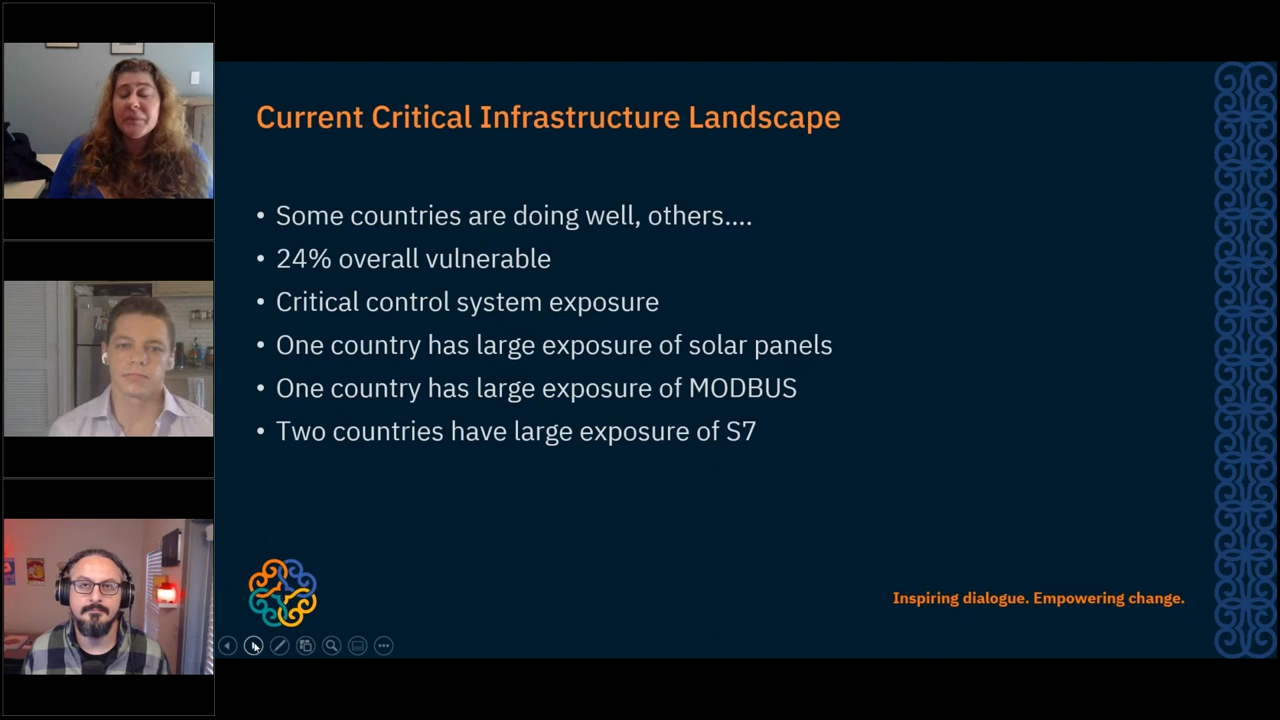 Current Critical Infrastructure Landscape
• Some countries are doing well, others....
• 24% overall vulnerable
• Critical control system exposure
• One country has large exposure of solar panels
• One country has large exposure of MODBUS
• Two countries have large exposure of S7
Inspiring dialogue. Empowering change.